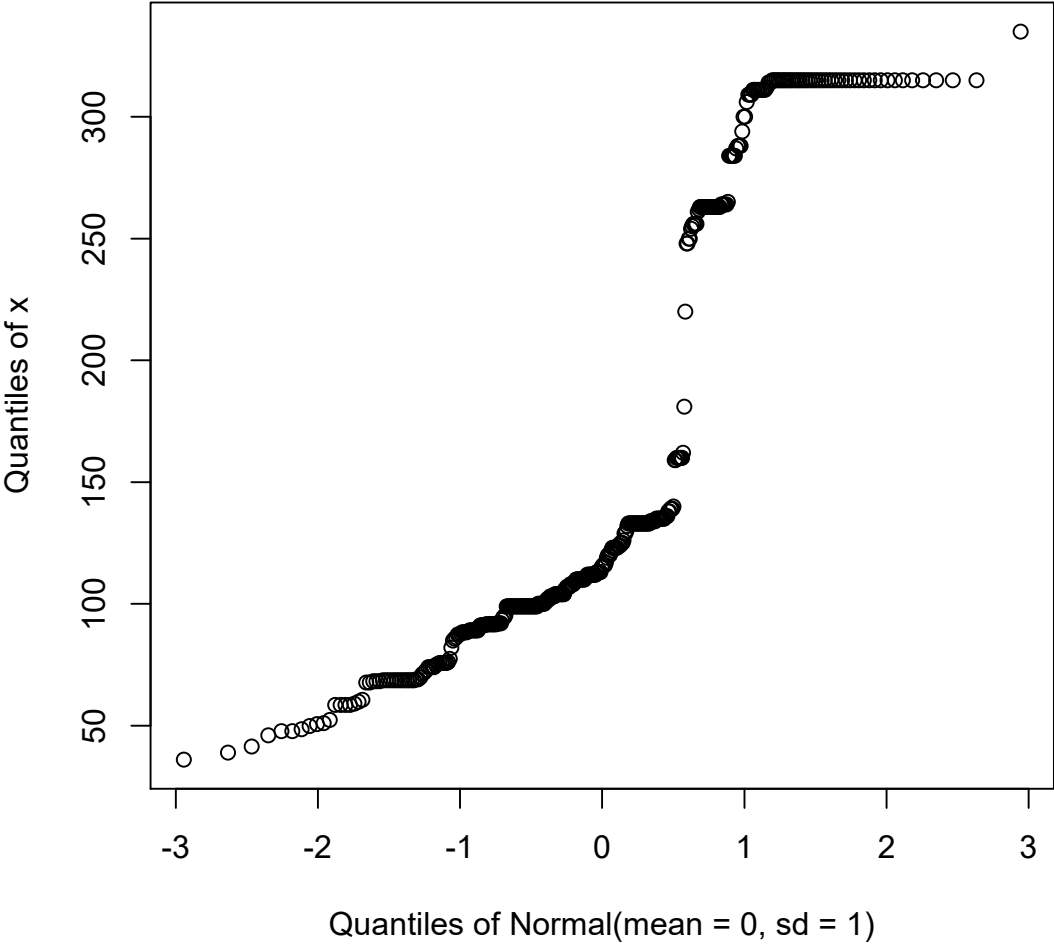 Quantiles of x
300
250
200
150
100
50
-3 -2 -1 0 1 2 3
Quantiles of Normal(mean = 0, sd = 1)